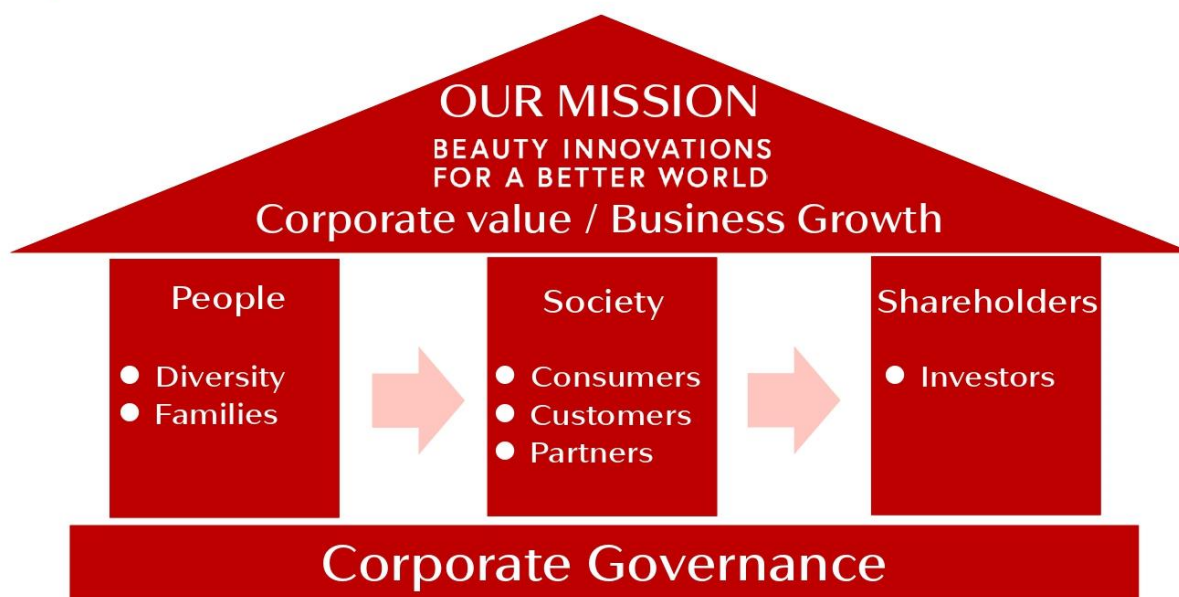 OUR MISSION
BEAUTY INNOVATIONS
FOR A BETTER WORLD
Corporate value / Business Growth
People
Diversity
Families
Society
Consumers
Customers
Partners
Shareholders
Investors
Corporate Governance